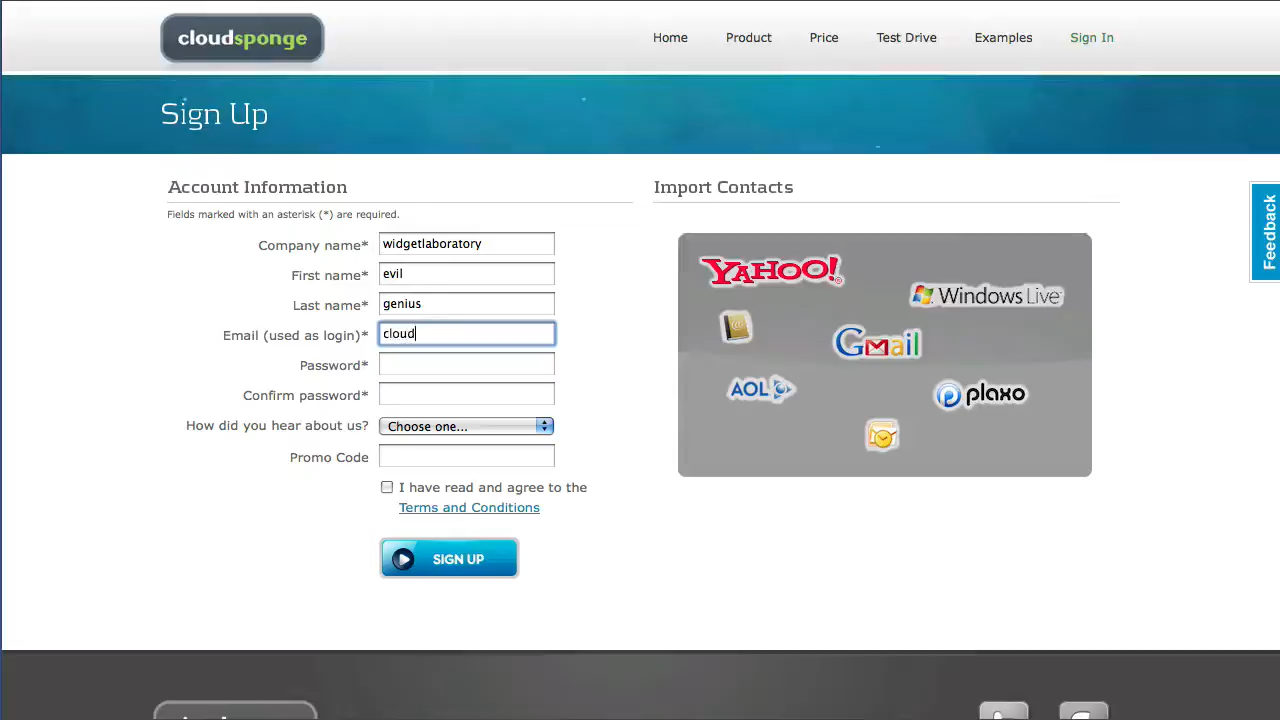 cloudsponge
Home Product Price Test Drive Examples Sign In
Sign Up
Account Information
Fields marked with an asterisk (*) are required.
Company name* widgetlaboratory
First name* evil
Last name* genius
Email (used as login)* cloud
Password*
Confirm password*
How did you hear about us? Choose one...
Promo Code
I have read and agree to the
Terms and Conditions
SIGN UP
Import Contacts
YAHOO!
Windows Live
Gmail
AOL
plaxo
Feedback